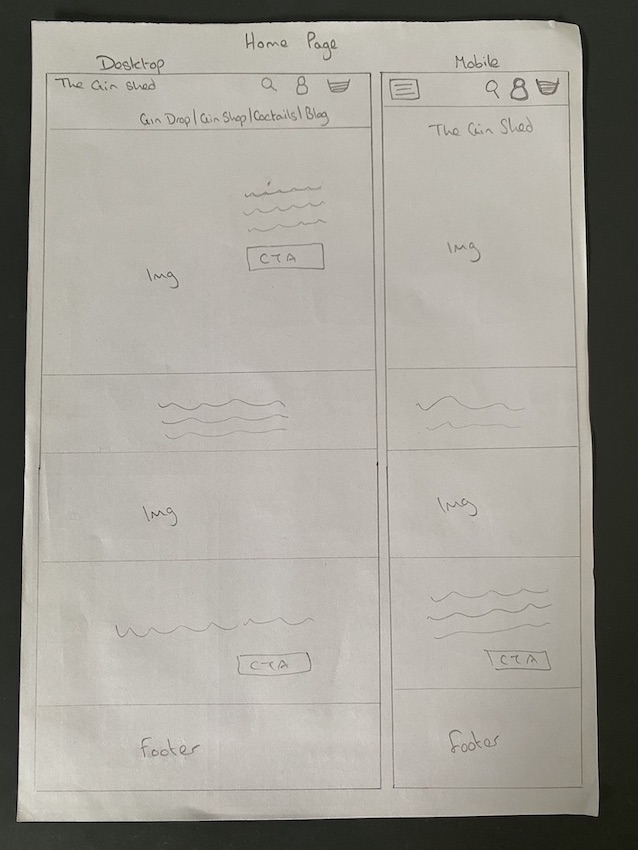 Home Page
Desktop
The Gin Shed
Gin Drop | Gin Shop | Cocktails | Blog
CTA
Img
Img
CTA
Footer
Mobile
The Gin Shed
Img
Img
CTA
Footer